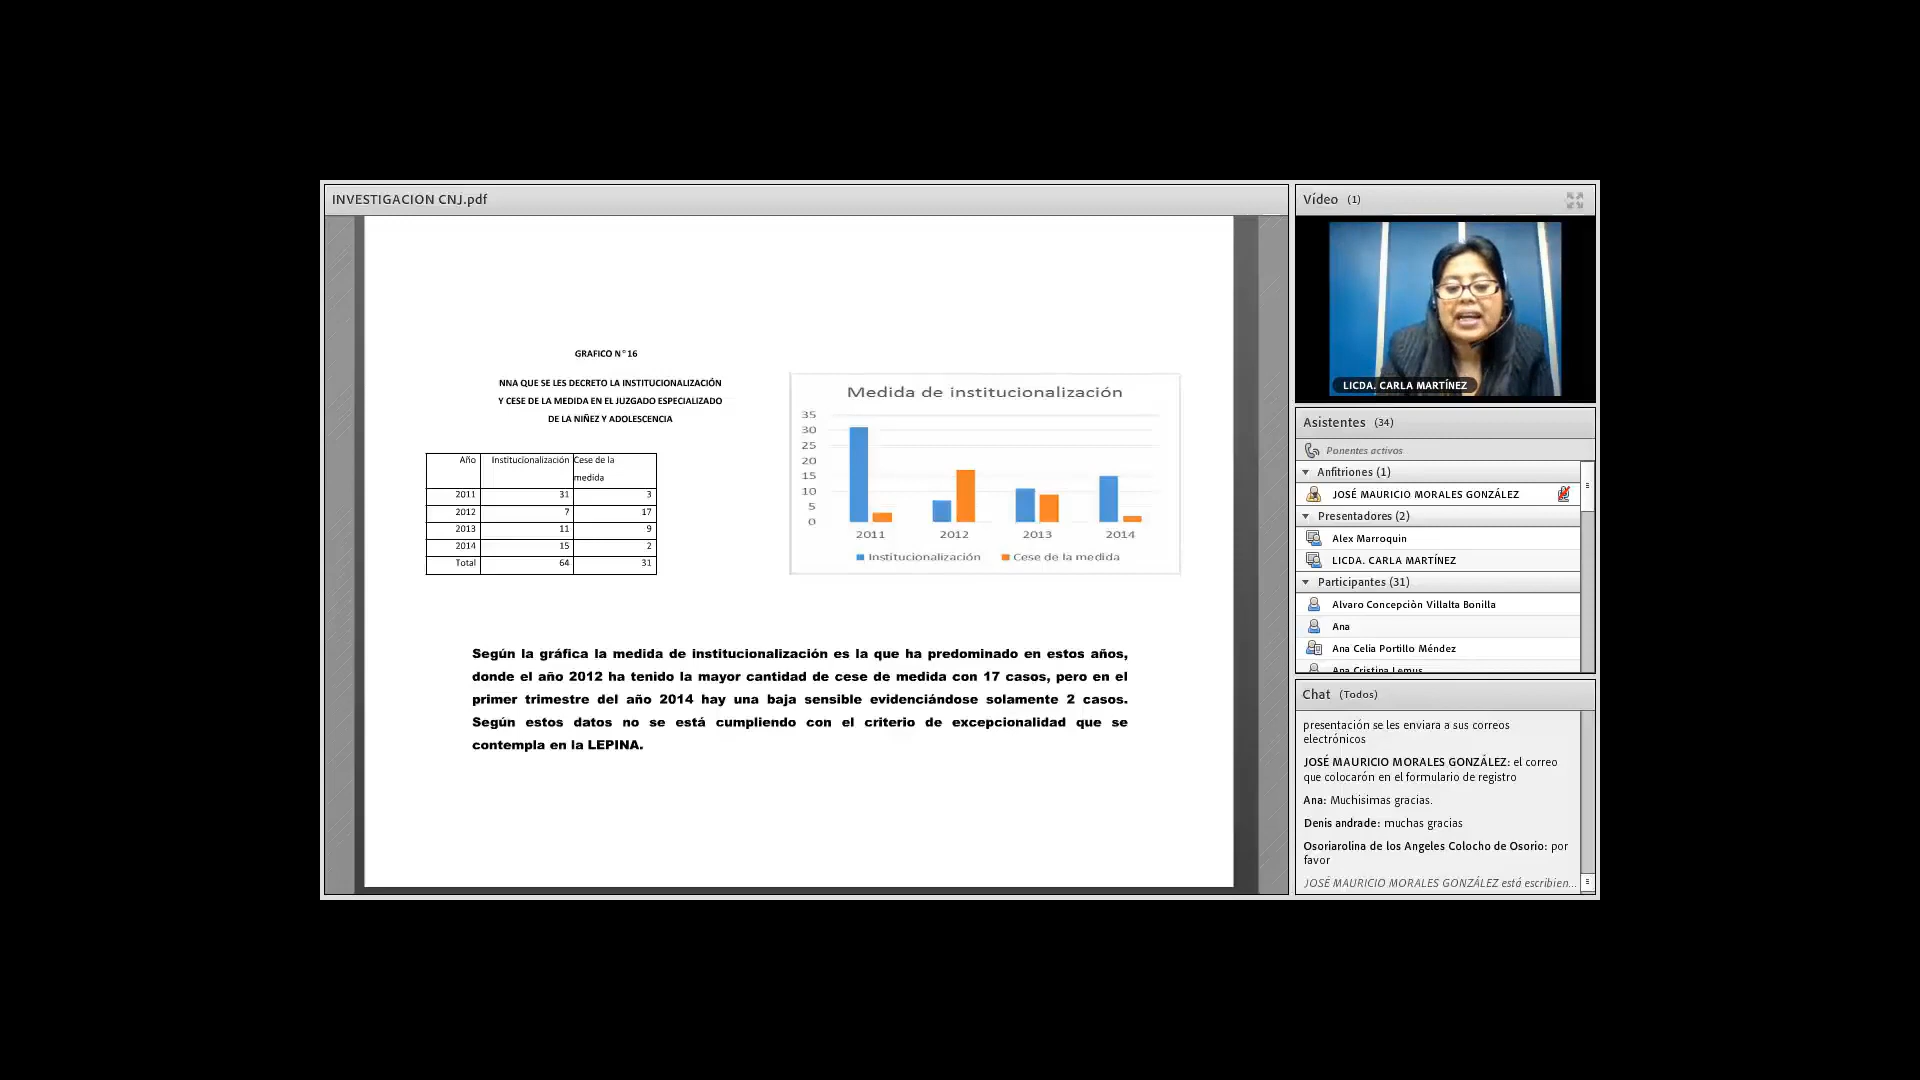 INVESTIGACION CNJ.pdf
GRAFICO N°16
NNA QUE SE LES DECRETO LA INSTITUCIONALIZACIÓN
Y CESE DE LA MEDIDA EN EL JUZGADO ESPECIALIZADO
DE LA NIÑEZ Y ADOLESCENCIA
Año Institucionalización Cese de la
medida
2011 31 3
2012 7 17
2013 11 9
2014 15 2
Total 64 31
Medida de institucionalización
35
30
25
20
15
10
5
0
2011 2012 2013 2014
Institucionalización Cese de la medida
Según la gráfica la medida de institucionalización es la que ha predominado en estos años,
donde el año 2012 ha tenido la mayor cantidad de cese de medida con 17 casos, pero en el
primer trimestre del año 2014 hay una baja sensible evidenciándose solamente 2 casos.
Según estos datos no se está cumpliendo con el criterio de excepcionalidad que se
contempla en la LEPINA.
Vídeo (1)
LICDA. CARLA MARTÍNEZ
Asistentes (34)
Ponentes activos
Anfitriones (1)
JOSÉ MAURICIO MORALES GONZÁLEZ
Presentadores (2)
Alex Marroquin
LICDA. CARLA MARTÍNEZ
Participantes (31)
Alvaro Concepciòn Villalta Bonilla
Ana
Ana Celia Portillo Méndez
Ana Cristina Lemus
Chat (Todos)
presentación se les enviara a sus correos
electrónicos
JOSÉ MAURICIO MORALES GONZÁLEZ: el correo
que colocarón en el formulario de registro
Ana: Muchisimas gracias.
Denis andrade: muchas gracias
Osoriarolina de los Angeles Colocho de Osorio: por
favor
JOSÉ MAURICIO MORALES GONZÁLEZ está escribien...